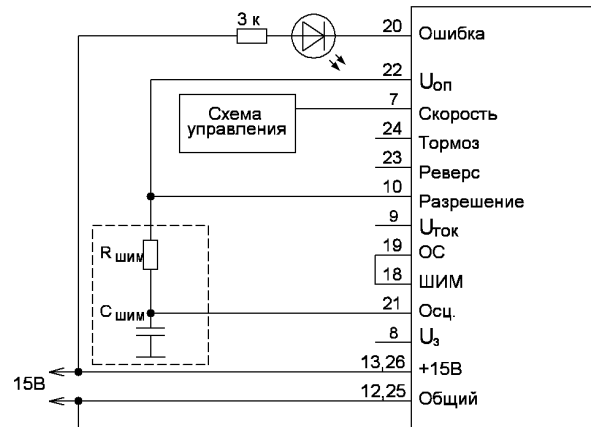 3 к
20
Ошибка
22
Uоп
7
Скорость
Схема
управления
24
Тормоз
23
Реверс
10
Разрешение
9
Uток
19
ОС
Rшим
18
ШИМ
Cшим
21
Осц.
8
Uз
13,26
+15В
15В
12,25
Общий